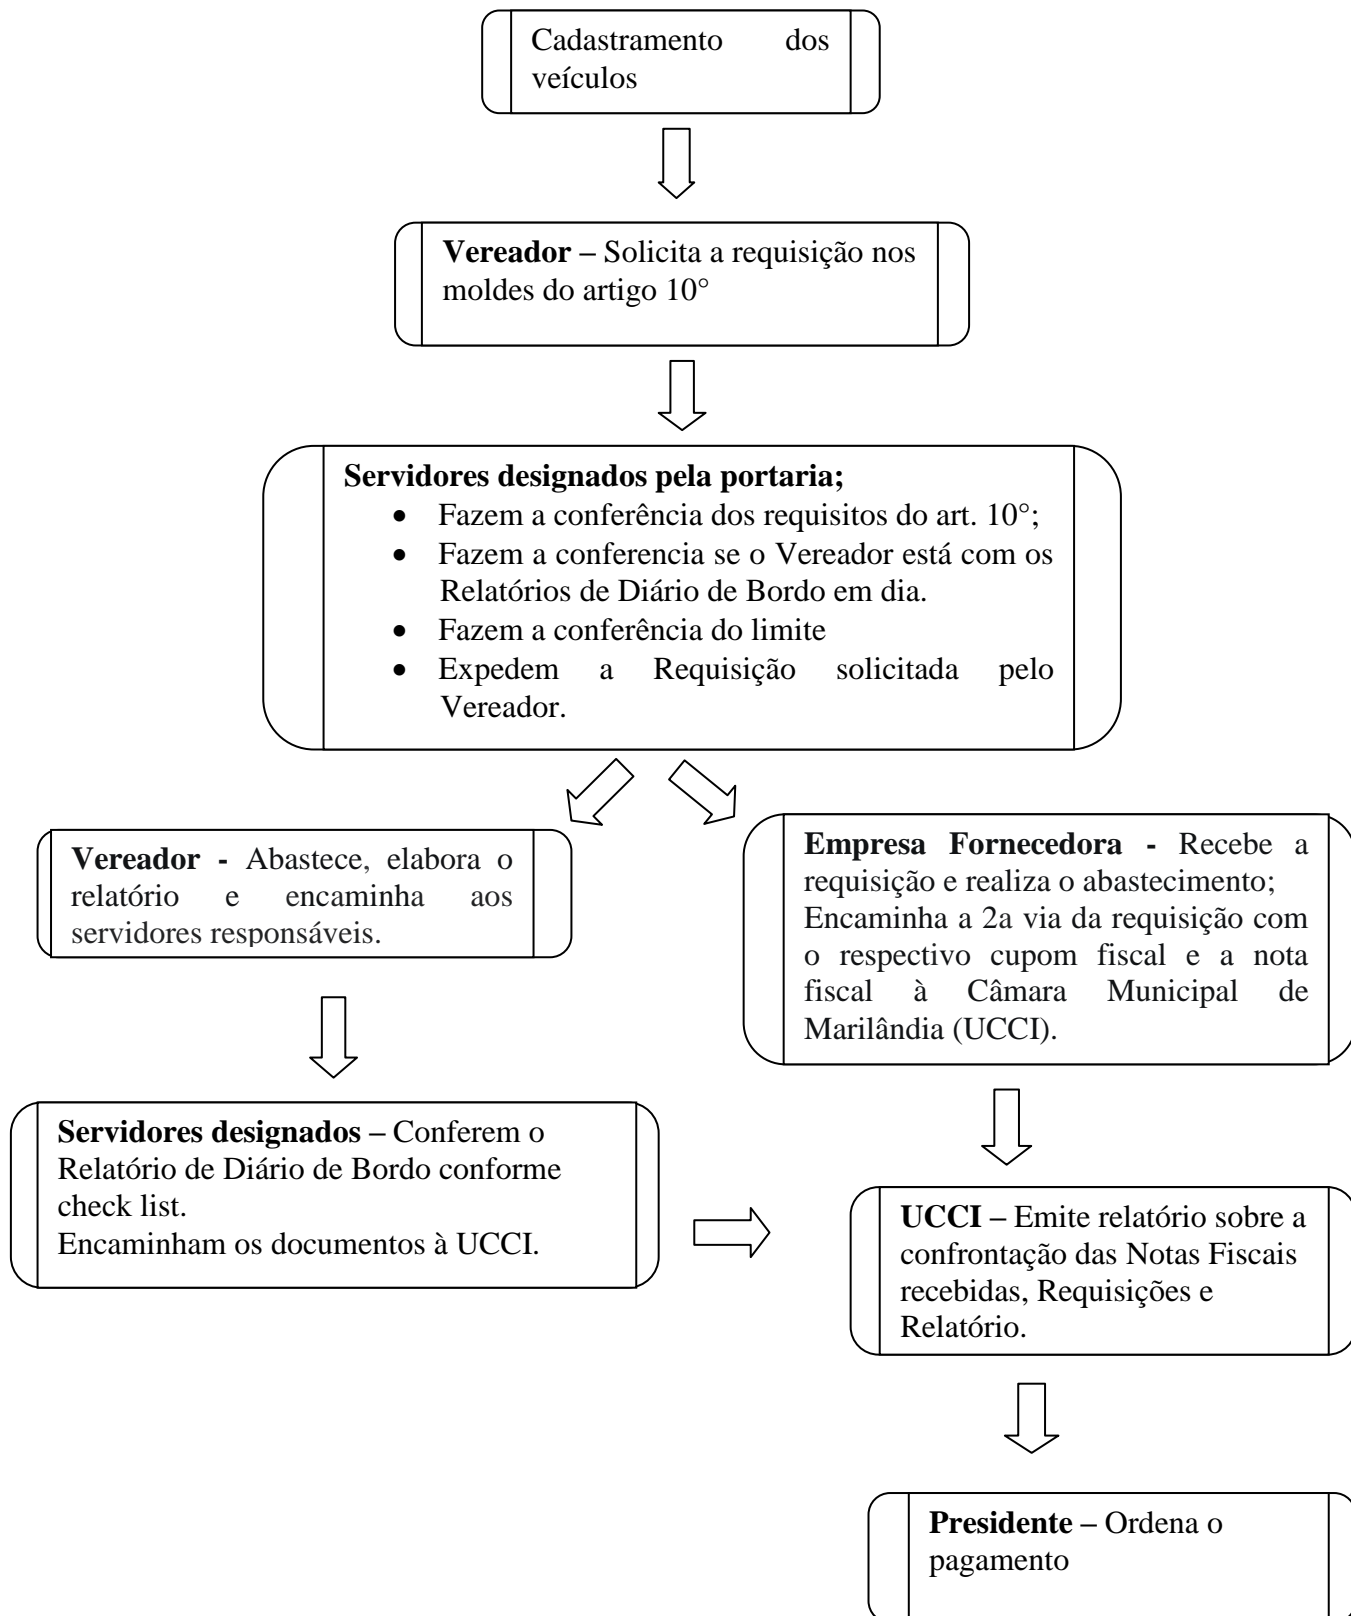 Cadastramento dos
veículos
Vereador – Solicita a requisição nos
moldes do artigo 10°
Servidores designados pela portaria;
• Fazem a conferência dos requisitos do art. 10°;
• Fazem a conferencia se o Vereador está com os
Relatórios de Diário de Bordo em dia.
• Fazem a conferência do limite
• Expedem a Requisição solicitada pelo
Vereador.
Vereador - Abastece, elabora o
relatório e encaminha aos
servidores responsáveis.
Empresa Fornecedora - Recebe a
requisição e realiza o abastecimento;
Encaminha a 2a via da requisição com
o respectivo cupom fiscal e a nota
fiscal à Câmara Municipal de
Marilândia (UCCI).
Servidores designados – Conferem o
Relatório de Diário de Bordo conforme
check list.
Encaminham os documentos à UCCI.
UCCI – Emite relatório sobre a
confrontação das Notas Fiscais
recebidas, Requisições e
Relatório.
Presidente – Ordena o
pagamento